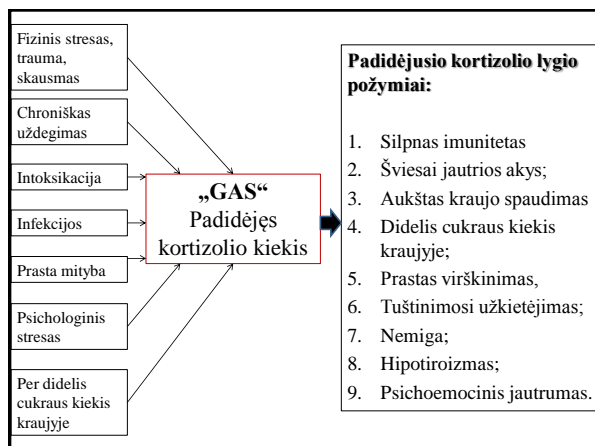 Fizinis stresas,
trauma,
skausmas
Chroniškas
uždegimas
Intoksikacija
Infekcijos
Prasta mityba
Psichologinis
stresas
Per didelis
cukraus kiekis
kraujyje
„GAS“
Padidėjęs
kortizolio kiekis
Padidėjusio kortizolio lygio
požymiai:
1. Silpnas imunitetas
2. Šviesai jautrios akys;
3. Aukštas kraujo spaudimas
4. Didelis cukraus kiekis
kraujyje;
5. Prastas virškinimas,
6. Tuštinimosi užkietėjimas;
7. Nemiga;
8. Hipotiroizmas;
9. Psichoemocinis jautrumas.